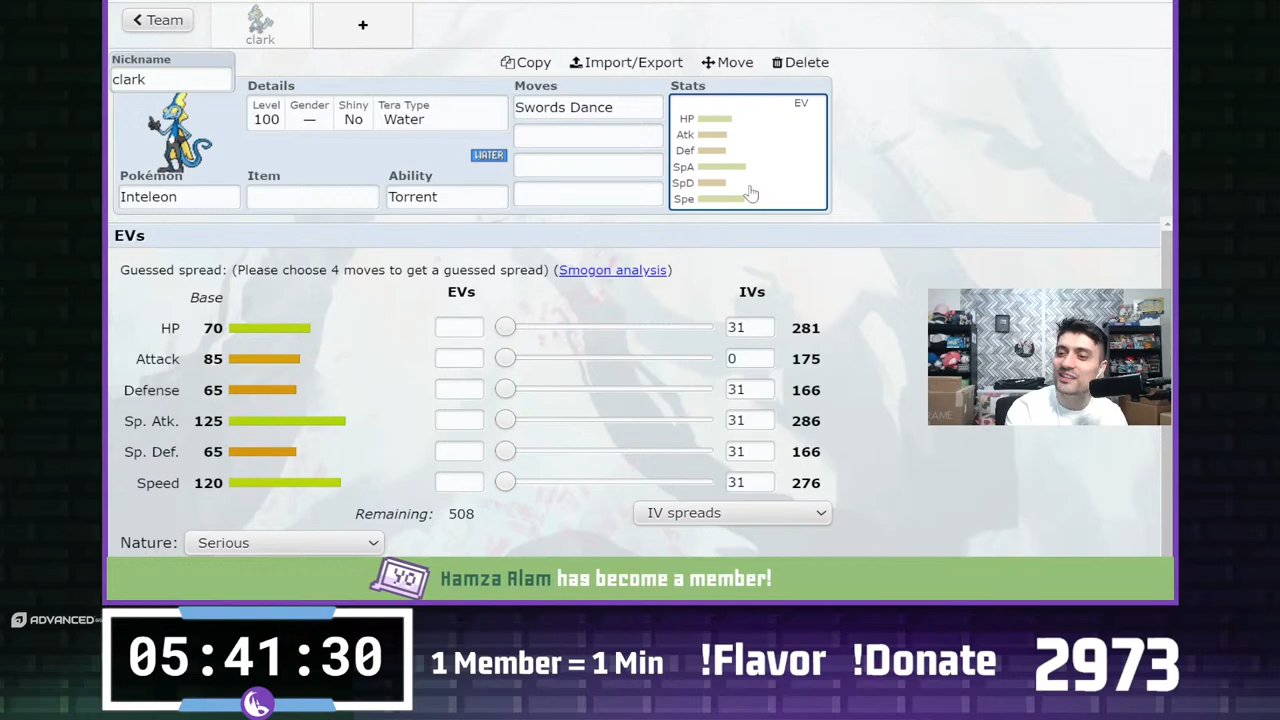 Team
clark
+
Nickname
clark
Copy
Import/Export
Move
Delete
Details
Level
100
Gender
—
Shiny
No
Tera Type
Water
WATER
Pokémon
Inteleon
Item
Ability
Torrent
Moves
Swords Dance
Stats
EV
HP
Atk
Def
SpA
SpD
Spe
EVs
Guessed spread: (Please choose 4 moves to get a guessed spread) (Smogon analysis)
Base EVs IVs
HP 70 31 281
Attack 85 0 175
Defense 65 31 166
Sp. Atk. 125 31 286
Sp. Def. 65 31 166
Speed 120 31 276
Remaining: 508
IV spreads
Nature: Serious
YO
Hamza Alam has become a member!
ADVANCED
05:41:30
1 Member = 1 Min
!Flavor !Donate
2973